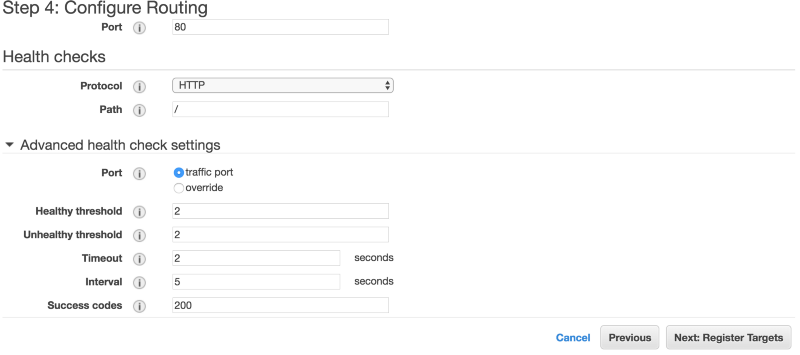 Step 4: Configure Routing
Port i 80
Health checks
Protocol i HTTP
Path i /
Advanced health check settings
Port i traffic port
override
Healthy threshold i 2
Unhealthy threshold i 2
Timeout i 2 seconds
Interval i 5 seconds
Success codes i 200
Cancel Previous Next: Register Targets